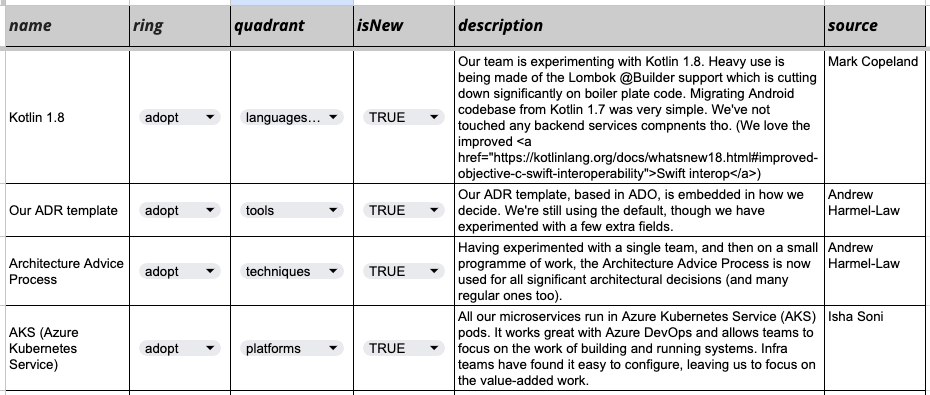 name ring quadrant isNew description source
Kotlin 1.8 adopt languages... TRUE
Our team is experimenting with Kotlin 1.8. Heavy use is
being made of the Lombok @Builder support which is cutting
down significantly on boiler plate code. Migrating Android
codebase from Kotlin 1.7 was very simple. We've not
touched any backend services compnents tho. (We love the
improved <a
href="https://kotlinlang.org/docs/whatsnew18.html#improved-
objective-c-swift-interoperability">Swift interop</a>)
Mark Copeland
Our ADR template adopt tools TRUE
Our ADR template, based in ADO, is embedded in how we
decide. We're still using the default, though we have
experimented with a few extra fields.
Andrew
Harmel-Law
Architecture Advice
Process
adopt techniques TRUE
Having experimented with a single team, and then on a small
programme of work, the Architecture Advice Process is now
used for all significant architectural decisions (and many
regular ones too).
Andrew
Harmel-Law
AKS (Azure
Kubernetes
Service)
adopt platforms TRUE
All our microservices run in Azure Kubernetes Service (AKS)
pods. It works great with Azure DevOps and allows teams to
focus on the work of building and running systems. Infra
teams have found it easy to configure, leaving us to focus on
the value-added work.
Isha Soni